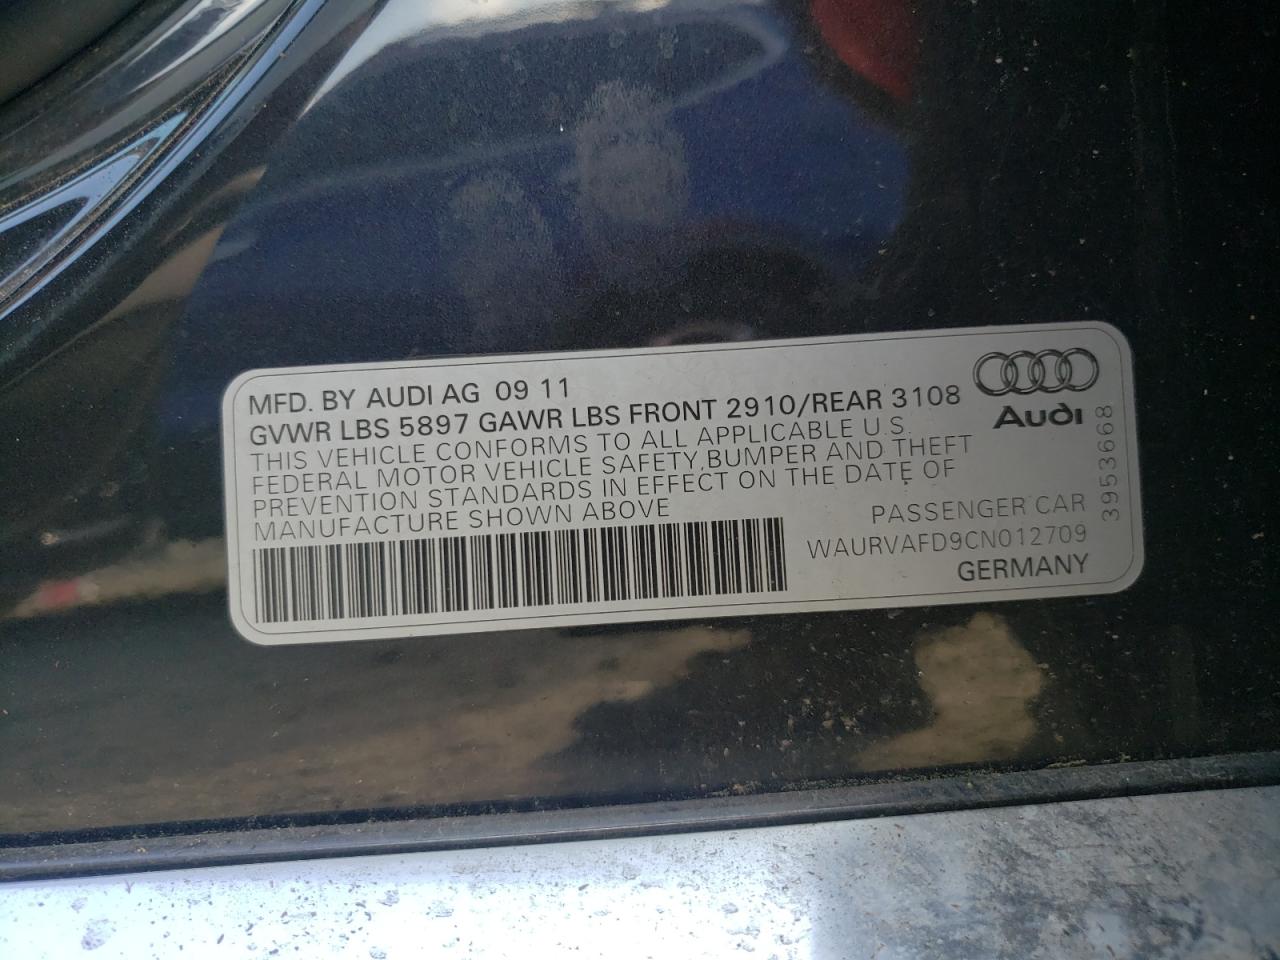 MFD. BY AUDI AG 09 11
GVWR LBS 5897 GAWR LBS FRONT 2910/REAR 3108
THIS VEHICLE CONFORMS TO ALL APPLICABLE U.S.
FEDERAL MOTOR VEHICLE SAFETY, BUMPER AND THEFT
PREVENTION STANDARDS IN EFFECT ON THE DATE OF
MANUFACTURE SHOWN ABOVE
Audi
3953668
PASSENGER CAR
WAURVAFD9CN012709
GERMANY